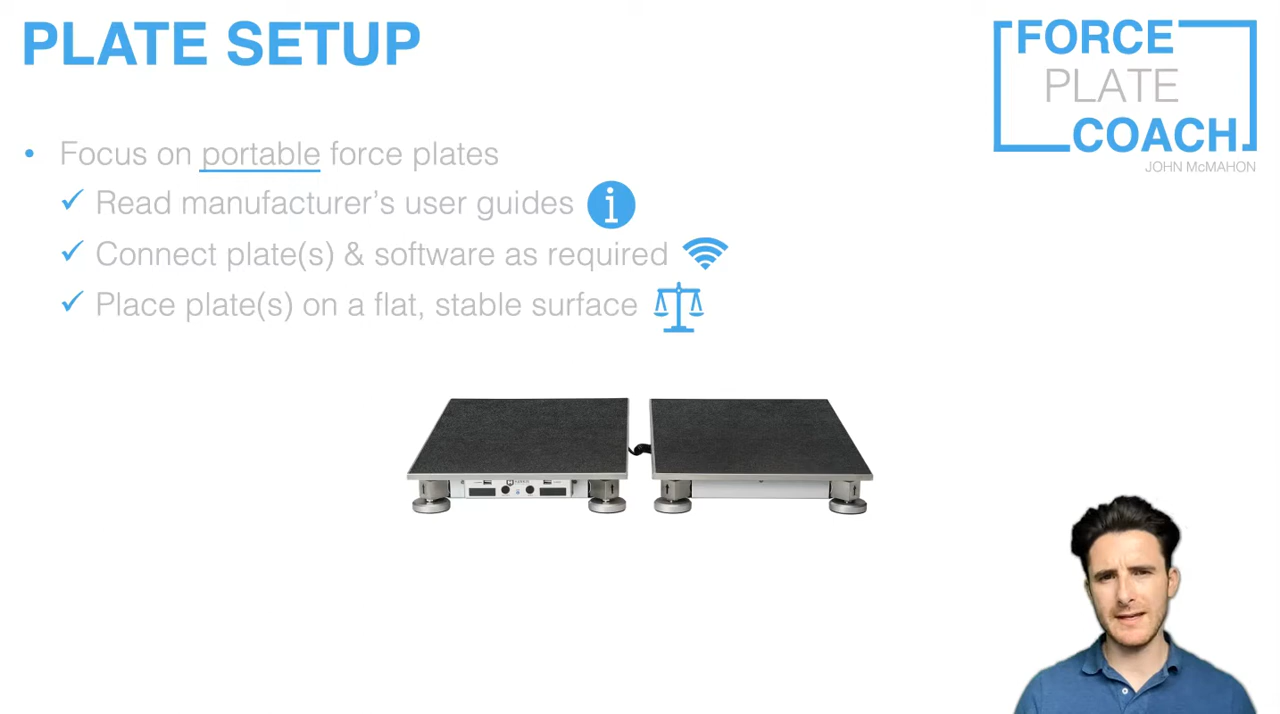 PLATE SETUP
FORCE
PLATE
COACH
JOHN McMAHON
• Focus on portable force plates
✓ Read manufacturer’s user guides
✓ Connect plate(s) & software as required
✓ Place plate(s) on a flat, stable surface